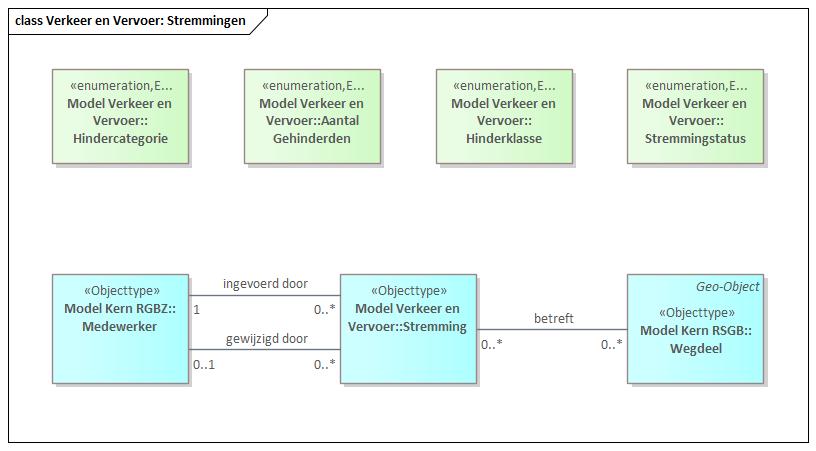 class Verkeer en Vervoer: Stremmingen
«enumeration,E...
Model Verkeer en
Vervoer::
Hindercategorie
«enumeration,E...
Model Verkeer en
Vervoer::Aantal
Gehinderden
«enumeration,E...
Model Verkeer en
Vervoer::
Hinderklasse
«enumeration,E...
Model Verkeer en
Vervoer::
Stremmingstatus
«Objecttype»
Model Kern RGBZ::
Medewerker
ingevoerd door
1
0..*
gewijzigd door
0..1
0..*
«Objecttype»
Model Verkeer en
Vervoer::Stremming
betreft
0..*
0..*
Geo-Object
«Objecttype»
Model Kern RSGB::
Wegdeel